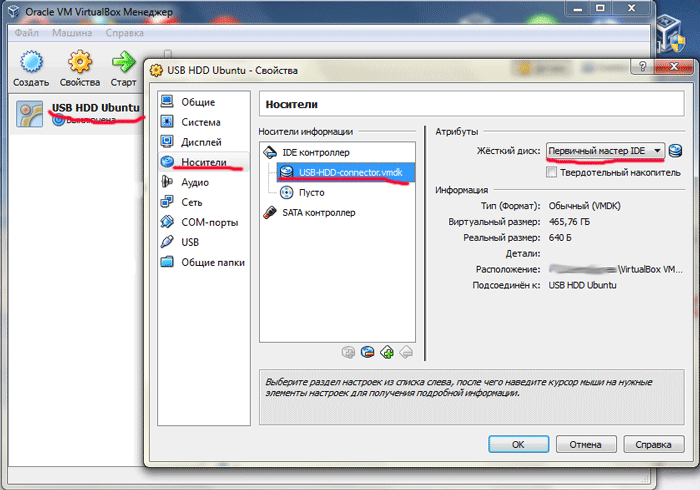 Oracle VM VirtualBox Менеджер
Файл Машина Справка
Создать Свойства Старт
USB HDD Ubuntu
Выключена
USB HDD Ubuntu - Свойства
Общие
Система
Дисплей
Носители
Аудио
Сеть
COM-порты
USB
Общие папки
Носители
Носители информации
IDE контроллер
USB-HDD-connector.vmdk
Пусто
SATA контроллер
Атрибуты
Жёсткий диск: Первичный мастер IDE
Твердотельный накопитель
Информация
Тип (Формат): Обычный (VMDK)
Виртуальный размер: 465,76 ГБ
Реальный размер: 640 Б
Детали:
Расположение: \VirtualBox VM...
Подсоединён к: USB HDD Ubuntu
Выберите раздел настроек из списка слева, после чего наведите курсор мыши на нужные
элементы настроек для получения подробной информации.
OK Отмена Справка